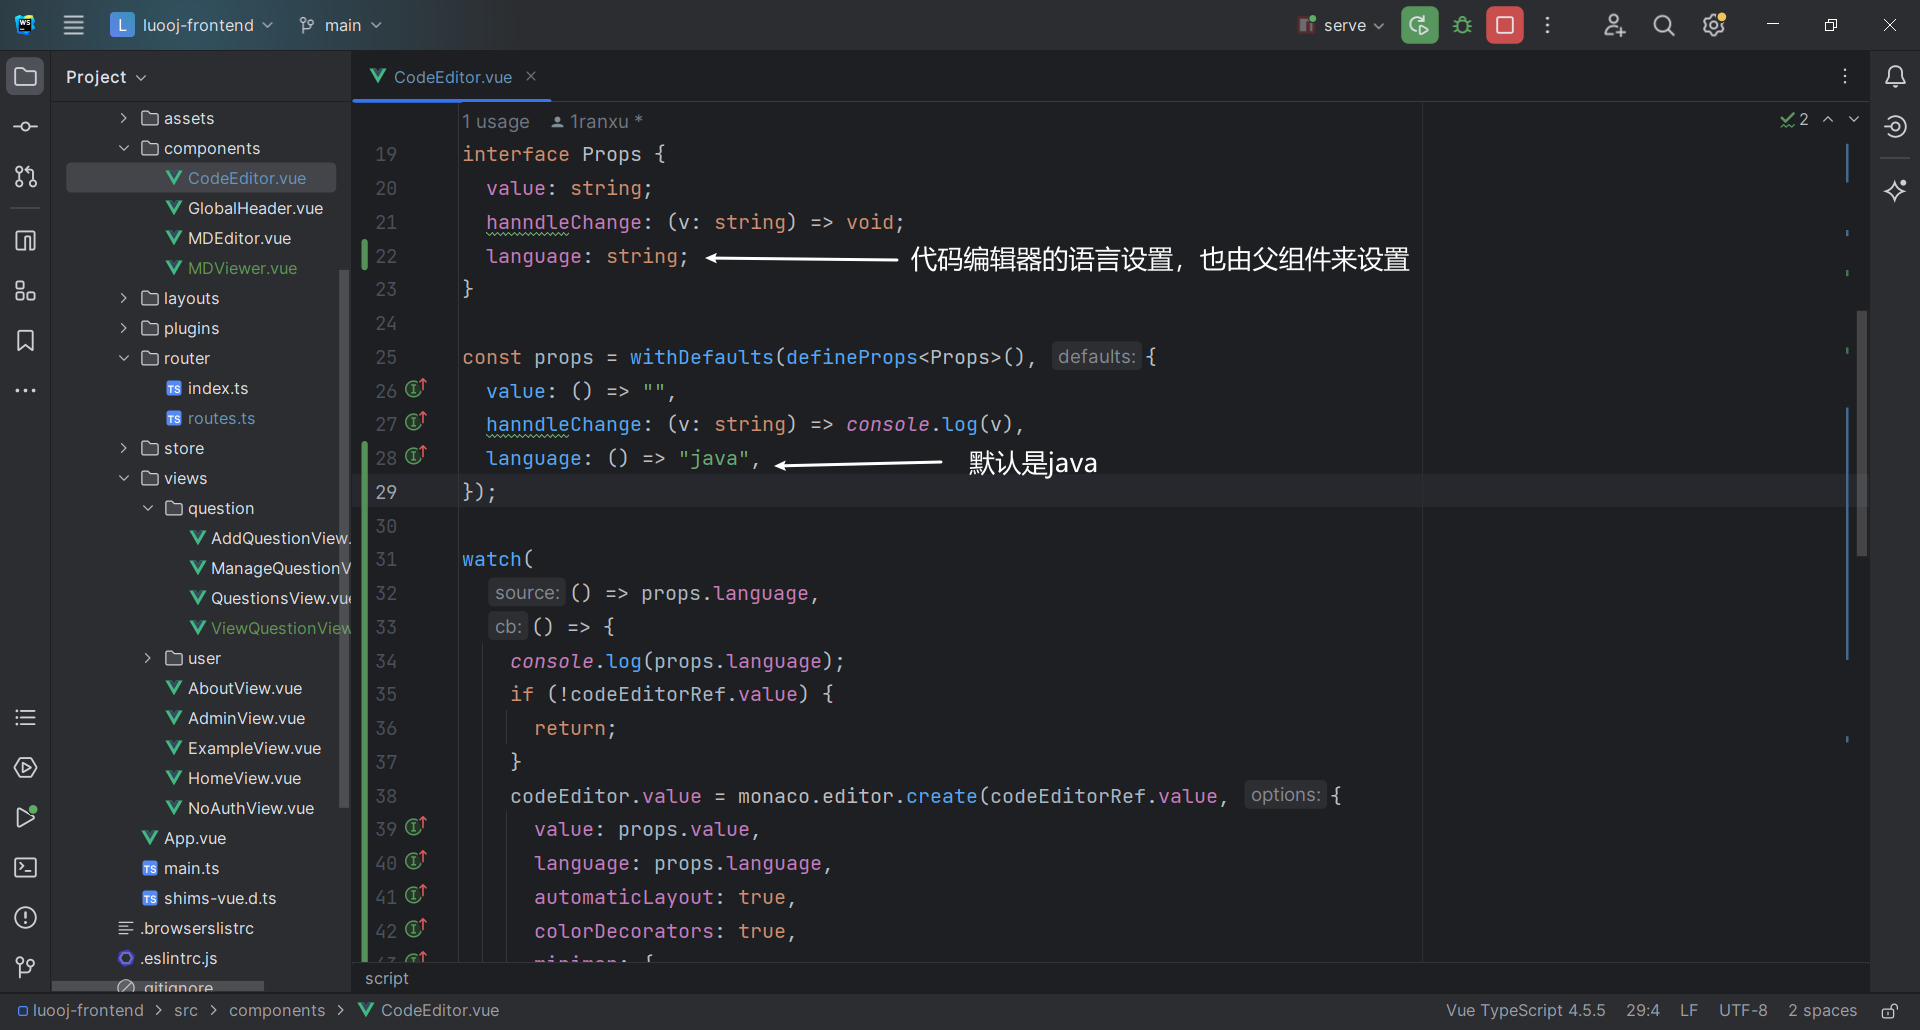 L luooj-frontend main serve
Project
CodeEditor.vue
assets
components
CodeEditor.vue
GlobalHeader.vue
MDEditor.vue
MDViewer.vue
layouts
plugins
router
index.ts
routes.ts
store
views
question
AddQuestionView.
ManageQuestionV
QuestionsView.vue
ViewQuestionView
user
AboutView.vue
AdminView.vue
ExampleView.vue
HomeView.vue
NoAuthView.vue
App.vue
main.ts
shims-vue.d.ts
.browserslistrc
.eslintrc.js
.gitignore
1 usage 1ranxu *
2
19 interface Props {
20 value: string;
21 hanndleChange: (v: string) => void;
22 language: string; 代码编辑器的语言设置，也由父组件来设置
23 }
24
25 const props = withDefaults(defineProps<Props>(), defaults: {
26 value: () => "",
27 hanndleChange: (v: string) => console.log(v),
28 language: () => "java", 默认是java
29 });
30
31 watch(
32 source: () => props.language,
33 cb: () => {
34 console.log(props.language);
35 if (!codeEditorRef.value) {
36 return;
37 }
38 codeEditor.value = monaco.editor.create(codeEditorRef.value, options: {
39 value: props.value,
40 language: props.language,
41 automaticLayout: true,
42 colorDecorators: true,
43 minimap: {
script
luooj-frontend > src > components > CodeEditor.vue
Vue TypeScript 4.5.5 29:4 LF UTF-8 2 spaces